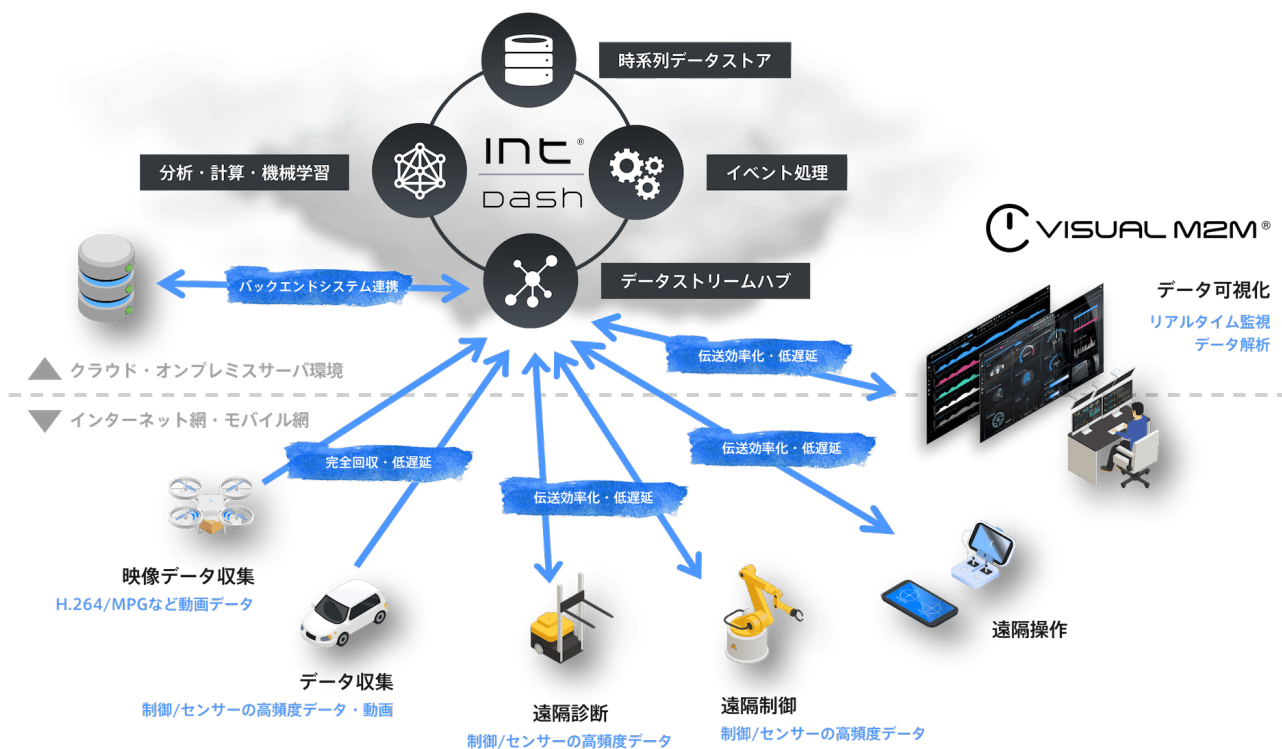 時系列データストア
int®
Dash
分析・計算・機械学習
イベント処理
VISUAL M2M®
データストリームハブ
バックエンドシステム連携
データ可視化
リアルタイム監視
データ解析
伝送効率化・低遅延
クラウド・オンプレミスサーバ環境
インターネット網・モバイル網
完全回収・低遅延
伝送効率化・低遅延
伝送効率化・低遅延
映像データ収集
H.264/MPGなど動画データ
データ収集
制御/センサーの高頻度データ・動画
遠隔診断
制御/センサーの高頻度データ
遠隔制御
制御/センサーの高頻度データ
遠隔操作